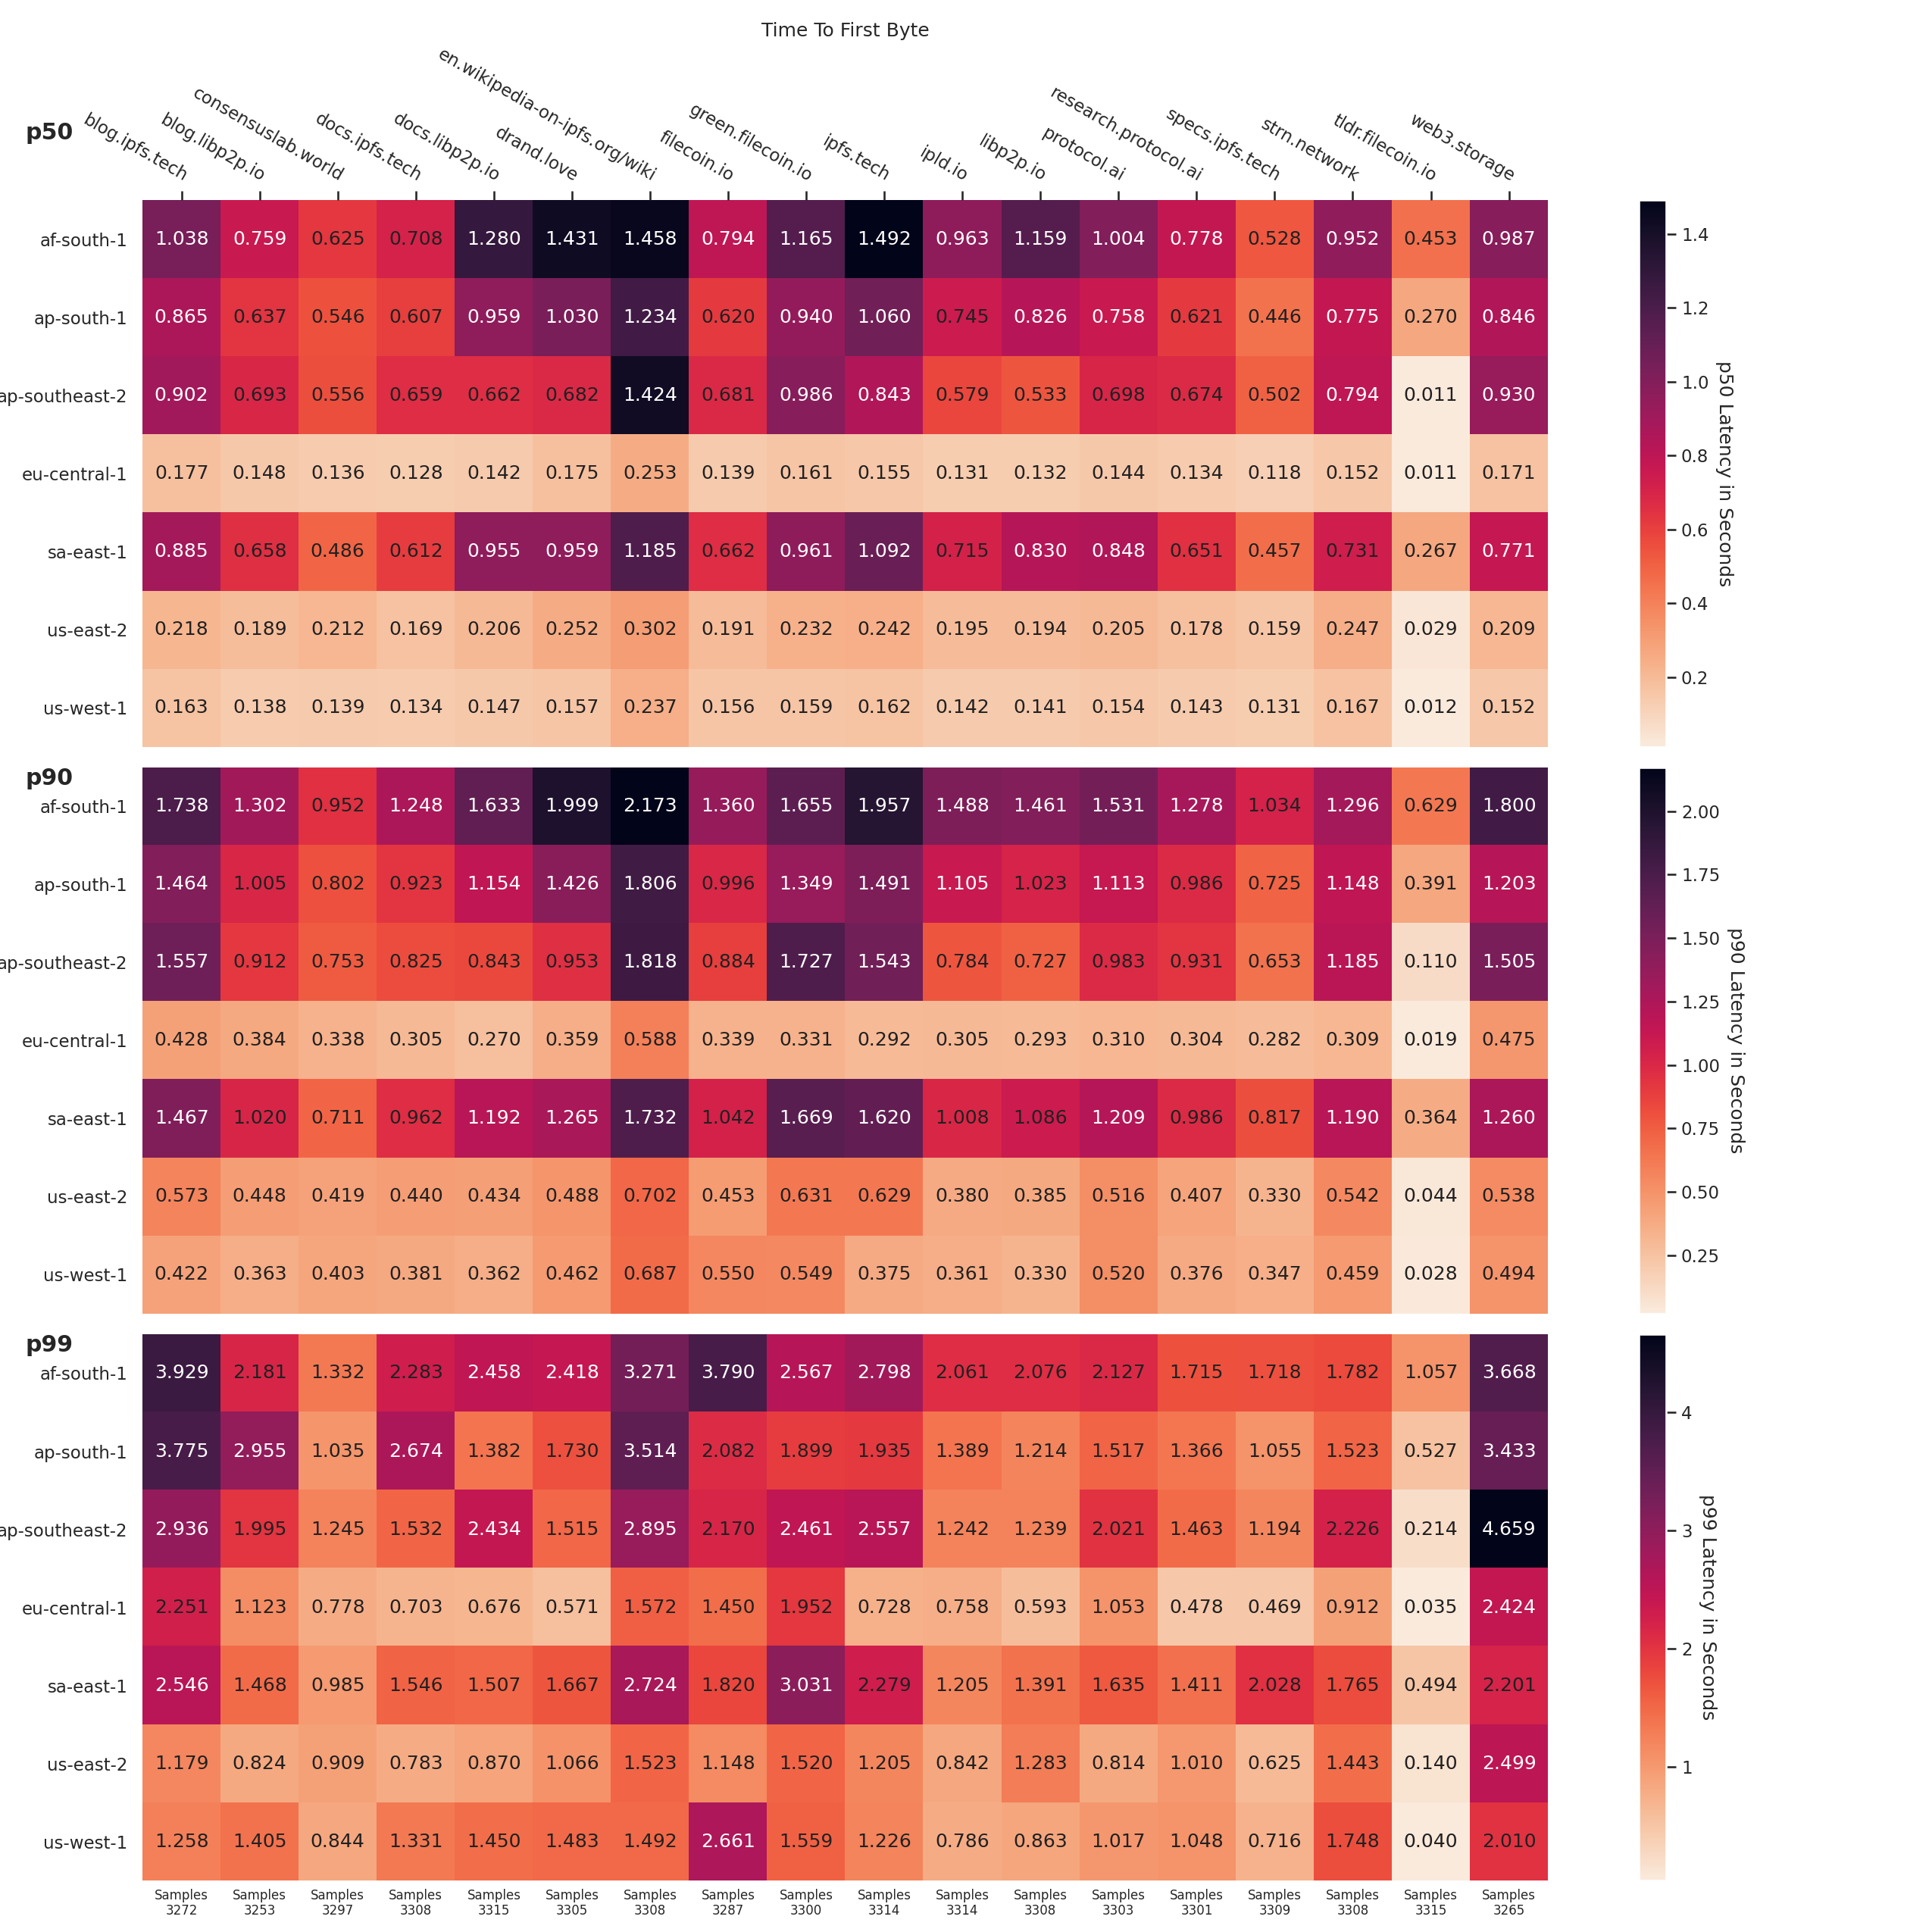 Time To First Byte
p50
blog.ipfs.tech blog.libp2p.io consensuslab.world docs.ipfs.tech docs.libp2p.io drand.love en.wikipedia-on-ipfs.org/wiki filecoin.io green.filecoin.io ipfs.tech ipld.io libp2p.io protocol.ai research.protocol.ai specs.ipfs.tech strn.network tldr.filecoin.io web3.storage
af-south-1 1.038 0.759 0.625 0.708 1.280 1.431 1.458 0.794 1.165 1.492 0.963 1.159 1.004 0.778 0.528 0.952 0.453 0.987
ap-south-1 0.865 0.637 0.546 0.607 0.959 1.030 1.234 0.620 0.940 1.060 0.745 0.826 0.758 0.621 0.446 0.775 0.270 0.846
ap-southeast-2 0.902 0.693 0.556 0.659 0.662 0.682 1.424 0.681 0.986 0.843 0.579 0.533 0.698 0.674 0.502 0.794 0.011 0.930
eu-central-1 0.177 0.148 0.136 0.128 0.142 0.175 0.253 0.139 0.161 0.155 0.131 0.132 0.144 0.134 0.118 0.152 0.011 0.171
sa-east-1 0.885 0.658 0.486 0.612 0.955 0.959 1.185 0.662 0.961 1.092 0.715 0.830 0.848 0.651 0.457 0.731 0.267 0.771
us-east-2 0.218 0.189 0.212 0.169 0.206 0.252 0.302 0.191 0.232 0.242 0.195 0.194 0.205 0.178 0.159 0.247 0.029 0.209
us-west-1 0.163 0.138 0.139 0.134 0.147 0.157 0.237 0.156 0.159 0.162 0.142 0.141 0.154 0.143 0.131 0.167 0.012 0.152
1.4
1.2
1.0
0.8
0.6
0.4
0.2
p50 Latency in Seconds
p90
af-south-1 1.738 1.302 0.952 1.248 1.633 1.999 2.173 1.360 1.655 1.957 1.488 1.461 1.531 1.278 1.034 1.296 0.629 1.800
ap-south-1 1.464 1.005 0.802 0.923 1.154 1.426 1.806 0.996 1.349 1.491 1.105 1.023 1.113 0.986 0.725 1.148 0.391 1.203
ap-southeast-2 1.557 0.912 0.753 0.825 0.843 0.953 1.818 0.884 1.727 1.543 0.784 0.727 0.983 0.931 0.653 1.185 0.110 1.505
eu-central-1 0.428 0.384 0.338 0.305 0.270 0.359 0.588 0.339 0.331 0.292 0.305 0.293 0.310 0.304 0.282 0.309 0.019 0.475
sa-east-1 1.467 1.020 0.711 0.962 1.192 1.265 1.732 1.042 1.669 1.620 1.008 1.086 1.209 0.986 0.817 1.190 0.364 1.260
us-east-2 0.573 0.448 0.419 0.440 0.434 0.488 0.702 0.453 0.631 0.629 0.380 0.385 0.516 0.407 0.330 0.542 0.044 0.538
us-west-1 0.422 0.363 0.403 0.381 0.362 0.462 0.687 0.550 0.549 0.375 0.361 0.330 0.520 0.376 0.347 0.459 0.028 0.494
2.00
1.75
1.50
1.25
1.00
0.75
0.50
0.25
p90 Latency in Seconds
p99
af-south-1 3.929 2.181 1.332 2.283 2.458 2.418 3.271 3.790 2.567 2.798 2.061 2.076 2.127 1.715 1.718 1.782 1.057 3.668
ap-south-1 3.775 2.955 1.035 2.674 1.382 1.730 3.514 2.082 1.899 1.935 1.389 1.214 1.517 1.366 1.055 1.523 0.527 3.433
ap-southeast-2 2.936 1.995 1.245 1.532 2.434 1.515 2.895 2.170 2.461 2.557 1.242 1.239 2.021 1.463 1.194 2.226 0.214 4.659
eu-central-1 2.251 1.123 0.778 0.703 0.676 0.571 1.572 1.450 1.952 0.728 0.758 0.593 1.053 0.478 0.469 0.912 0.035 2.424
sa-east-1 2.546 1.468 0.985 1.546 1.507 1.667 2.724 1.820 3.031 2.279 1.205 1.391 1.635 1.411 2.028 1.765 0.494 2.201
us-east-2 1.179 0.824 0.909 0.783 0.870 1.066 1.523 1.148 1.520 1.205 0.842 1.283 0.814 1.010 0.625 1.443 0.140 2.499
us-west-1 1.258 1.405 0.844 1.331 1.450 1.483 1.492 2.661 1.559 1.226 0.786 0.863 1.017 1.048 0.716 1.748 0.040 2.010
4
3
2
1
p99 Latency in Seconds
Samples Samples Samples Samples Samples Samples Samples Samples Samples Samples Samples Samples Samples Samples Samples Samples Samples Samples
3272 3253 3297 3308 3315 3305 3308 3287 3300 3314 3314 3308 3303 3301 3309 3308 3315 3265